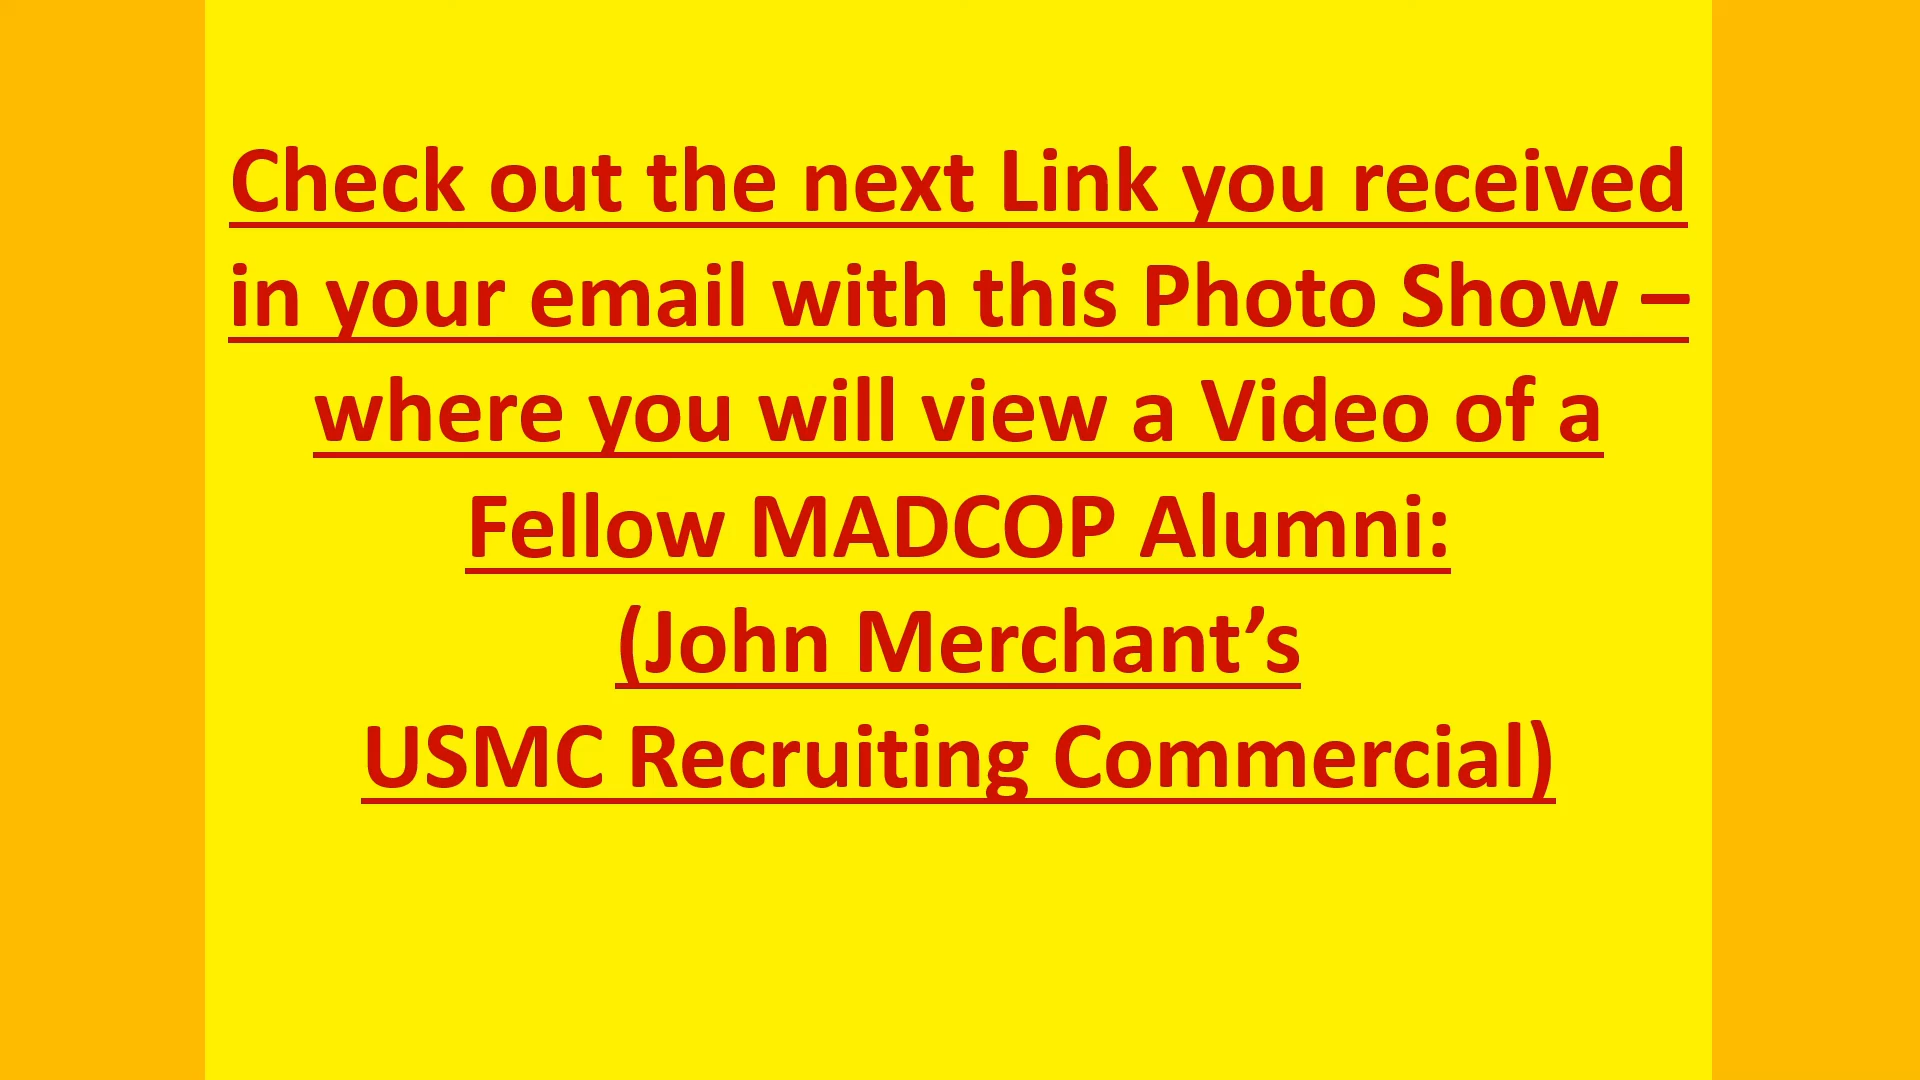 Check out the next Link you received
in your email with this Photo Show –
where you will view a Video of a
Fellow MADCOP Alumni:
(John Merchant’s
USMC Recruiting Commercial)